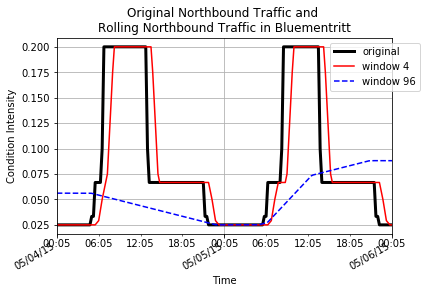 Original Northbound Traffic and
Rolling Northbound Traffic in Bluementritt
original
window 4
window 96
Condition Intensity
0.200
0.175
0.150
0.125
0.100
0.075
0.050
0.025
00:05 06:05 12:05 18:05 00:05 06:05 12:05 18:05 00:05
05/04/15 05/05/15 05/06/15
Time